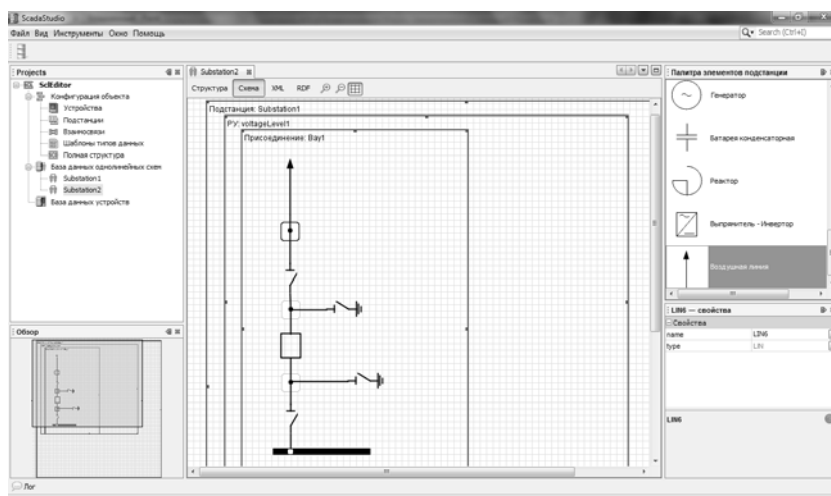 ScadaStudio
Файл Вид Инструменты Окно Помощь
Search (Ctrl+I)
Projects
SclEditor
Конфигурация объекта
Устройства
Подстанции
Взаимосвязи
Шаблоны типов данных
Полная структура
База данных однолинейных схем
Substation1
Substation2
База данных устройств
Обзор
Substation2
Структура Схема XML RDF
Подстанция: Substation1
РУ: voltageLevel1
Присоединение: Bay1
Палитра элементов подстанции
Генератор
Батарея конденсаторная
Реактор
Выпрямитель - Инвертор
Воздушная линия
LIN6 — свойства
Свойства
name LIN6
type LIN
LIN6
Лог